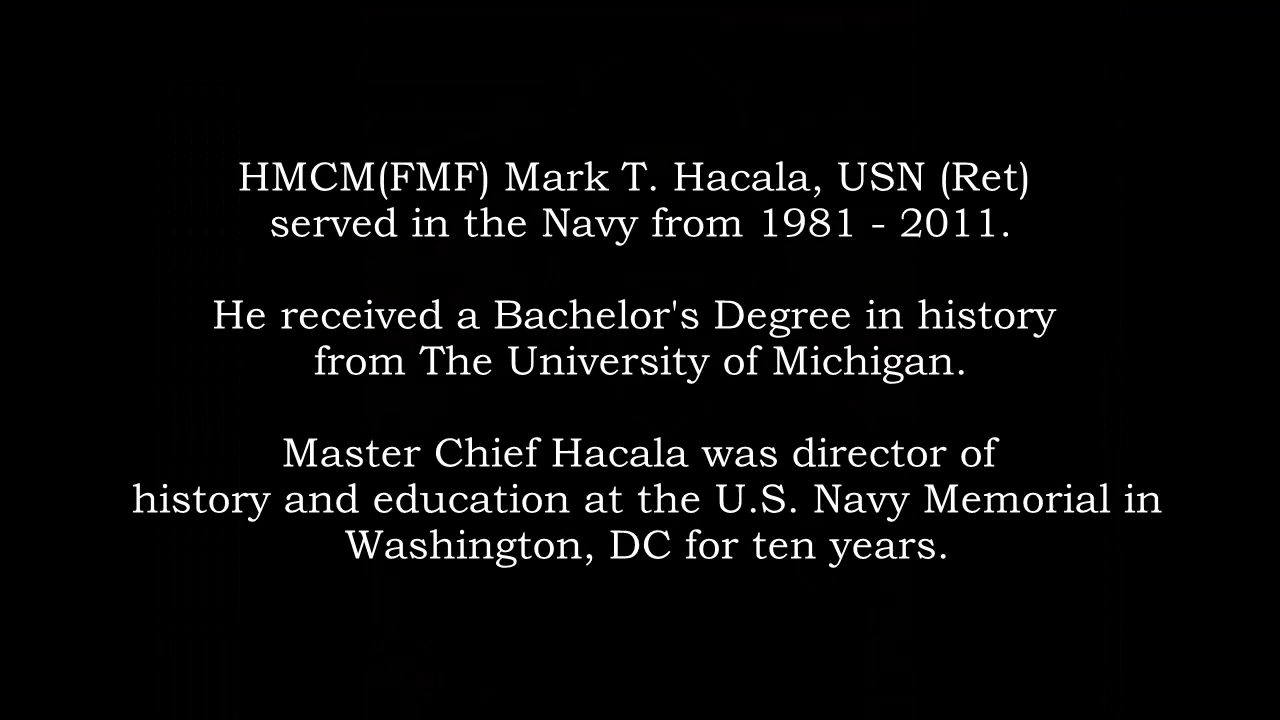 HMCM(FMF) Mark T. Hacala, USN (Ret)
served in the Navy from 1981 - 2011.
He received a Bachelor's Degree in history
from The University of Michigan.
Master Chief Hacala was director of
history and education at the U.S. Navy Memorial in
Washington, DC for ten years.